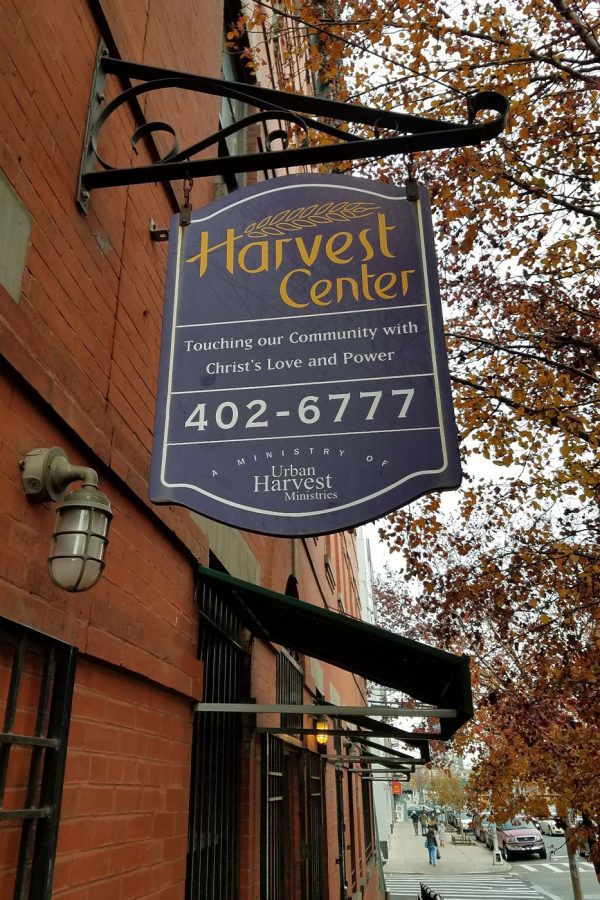 Harvest
Center
Touching our Community with
Christ's Love and Power
402-6777
A MINISTRY OF
Urban
Harvest
Ministries